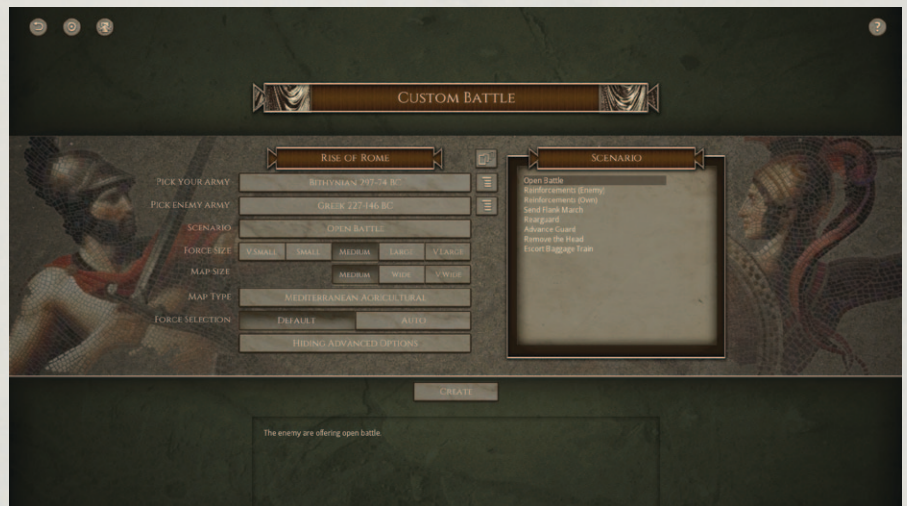 ?
Custom Battle
Rise of Rome
Scenario
Pick your army Bithynian 297-74 BC
Pick enemy army Greek 227-146 BC
Scenario Open Battle
Force Size V.Small Small Medium Large V.Large
Map Size Medium Wide V.Wide
Map Type Mediterranean Agricultural
Force Selection Default Auto
Hiding Advanced Options
Open Battle
Reinforcements (Enemy)
Reinforcements (Own)
Send Flank March
Rearguard
Advance Guard
Remove the Head
Escort Baggage Train
Create
The enemy are offering open battle.